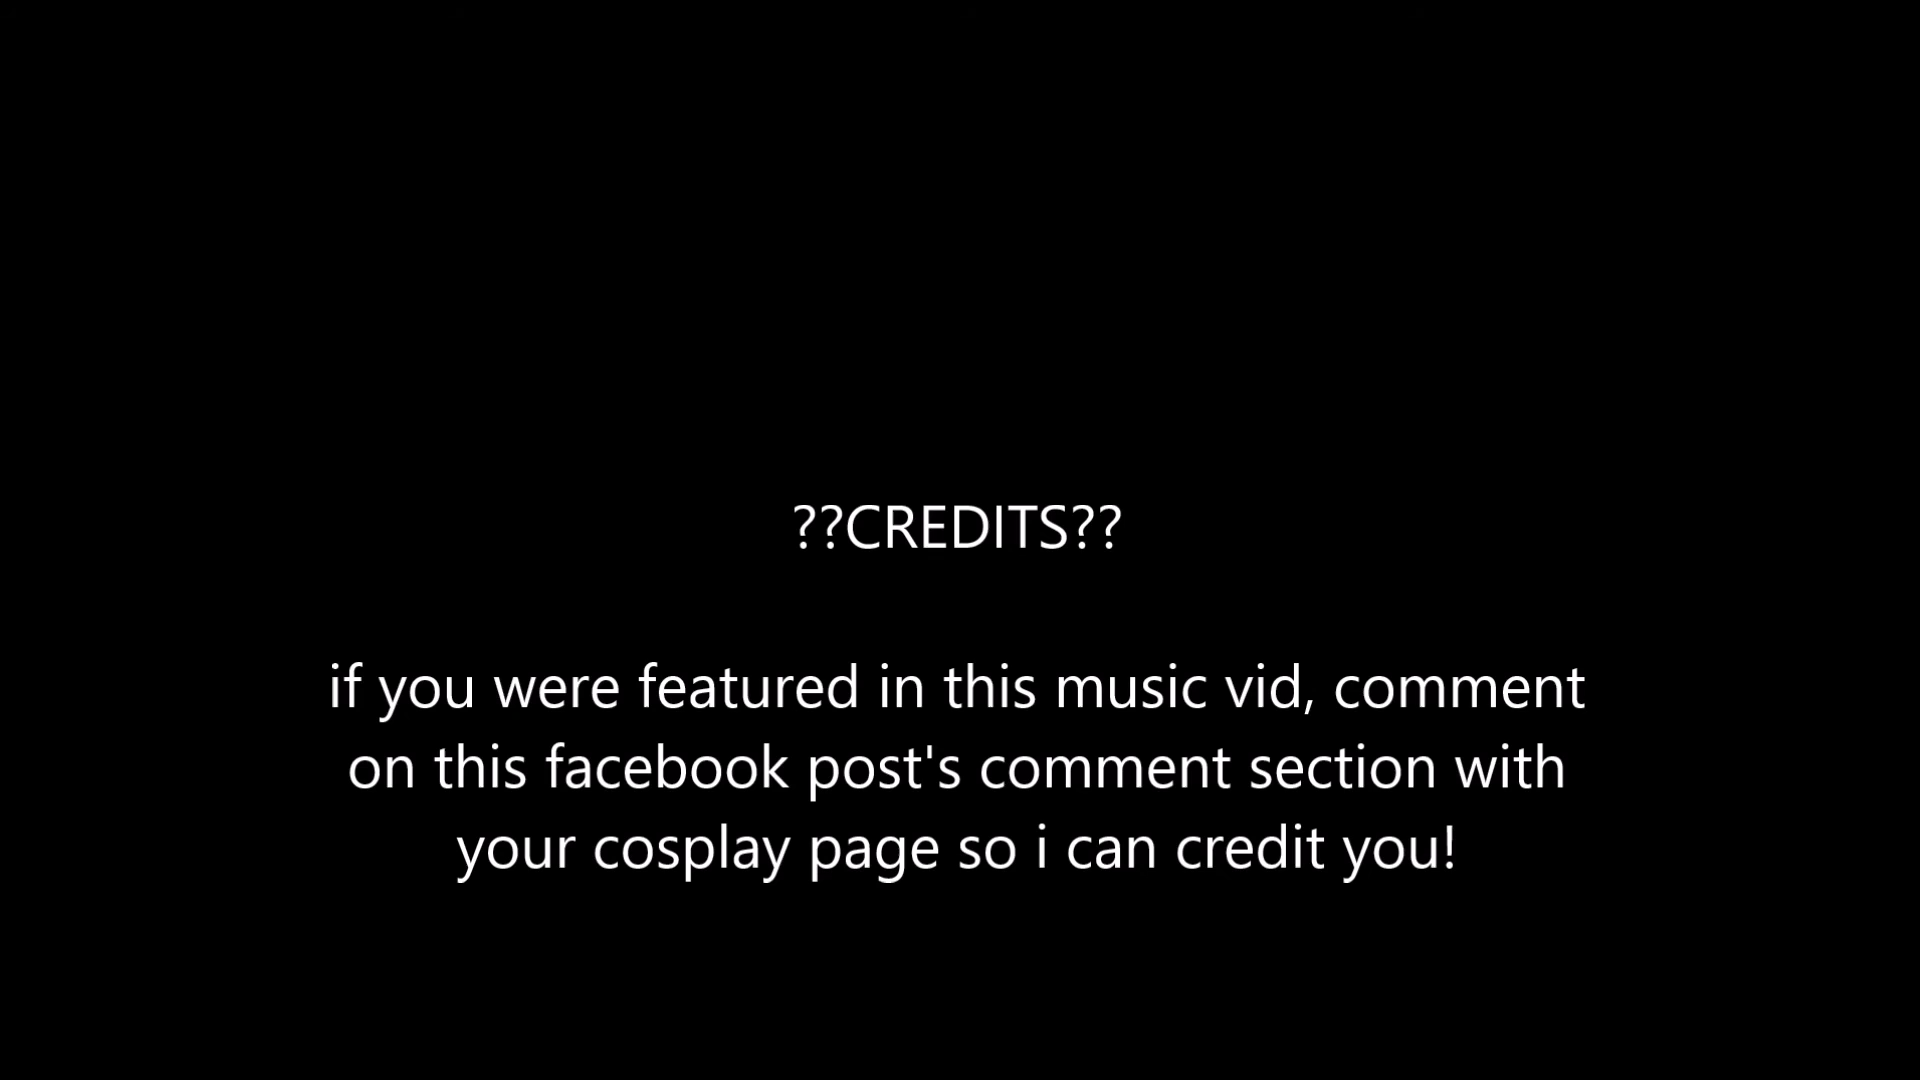 ??CREDITS??
if you were featured in this music vid, comment
on this facebook post's comment section with
your cosplay page so i can credit you!